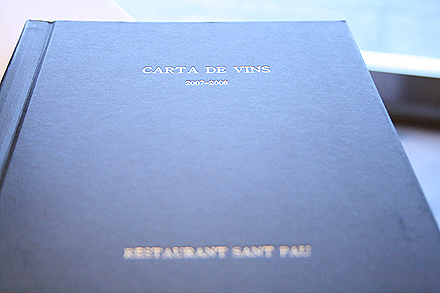 CARTA DE VINS
2007-2008
RESTAURANT SANT PAU